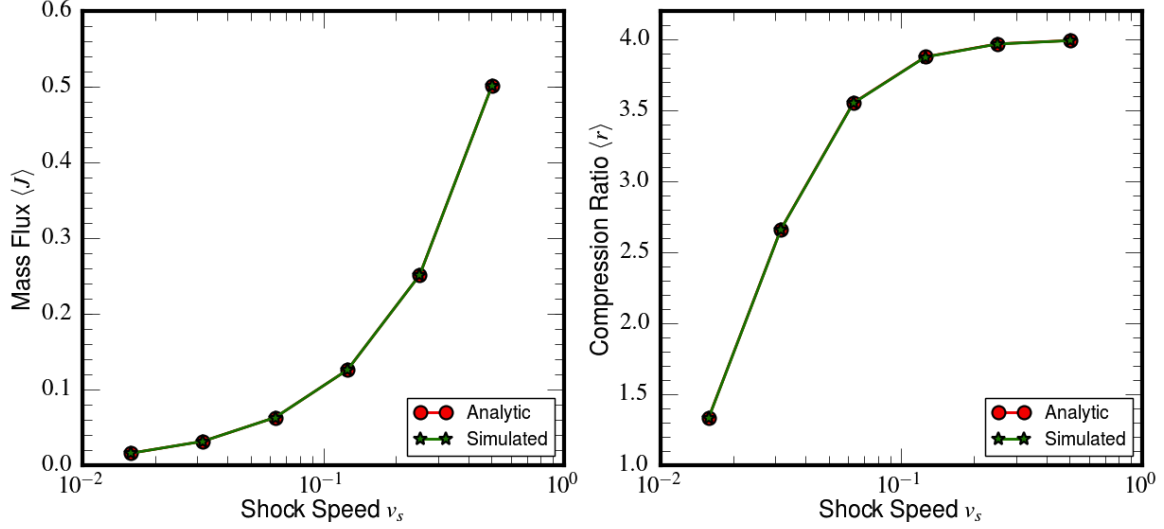 0.6
0.5
0.4
0.3
0.2
0.1
0.0
Mass Flux ⟨J⟩
10⁻² 10⁻¹ 10⁰
Shock Speed vₛ
Analytic
Simulated
4.0
3.5
3.0
2.5
2.0
1.5
1.0
Compression Ratio ⟨r⟩
10⁻² 10⁻¹ 10⁰
Shock Speed vₛ
Analytic
Simulated